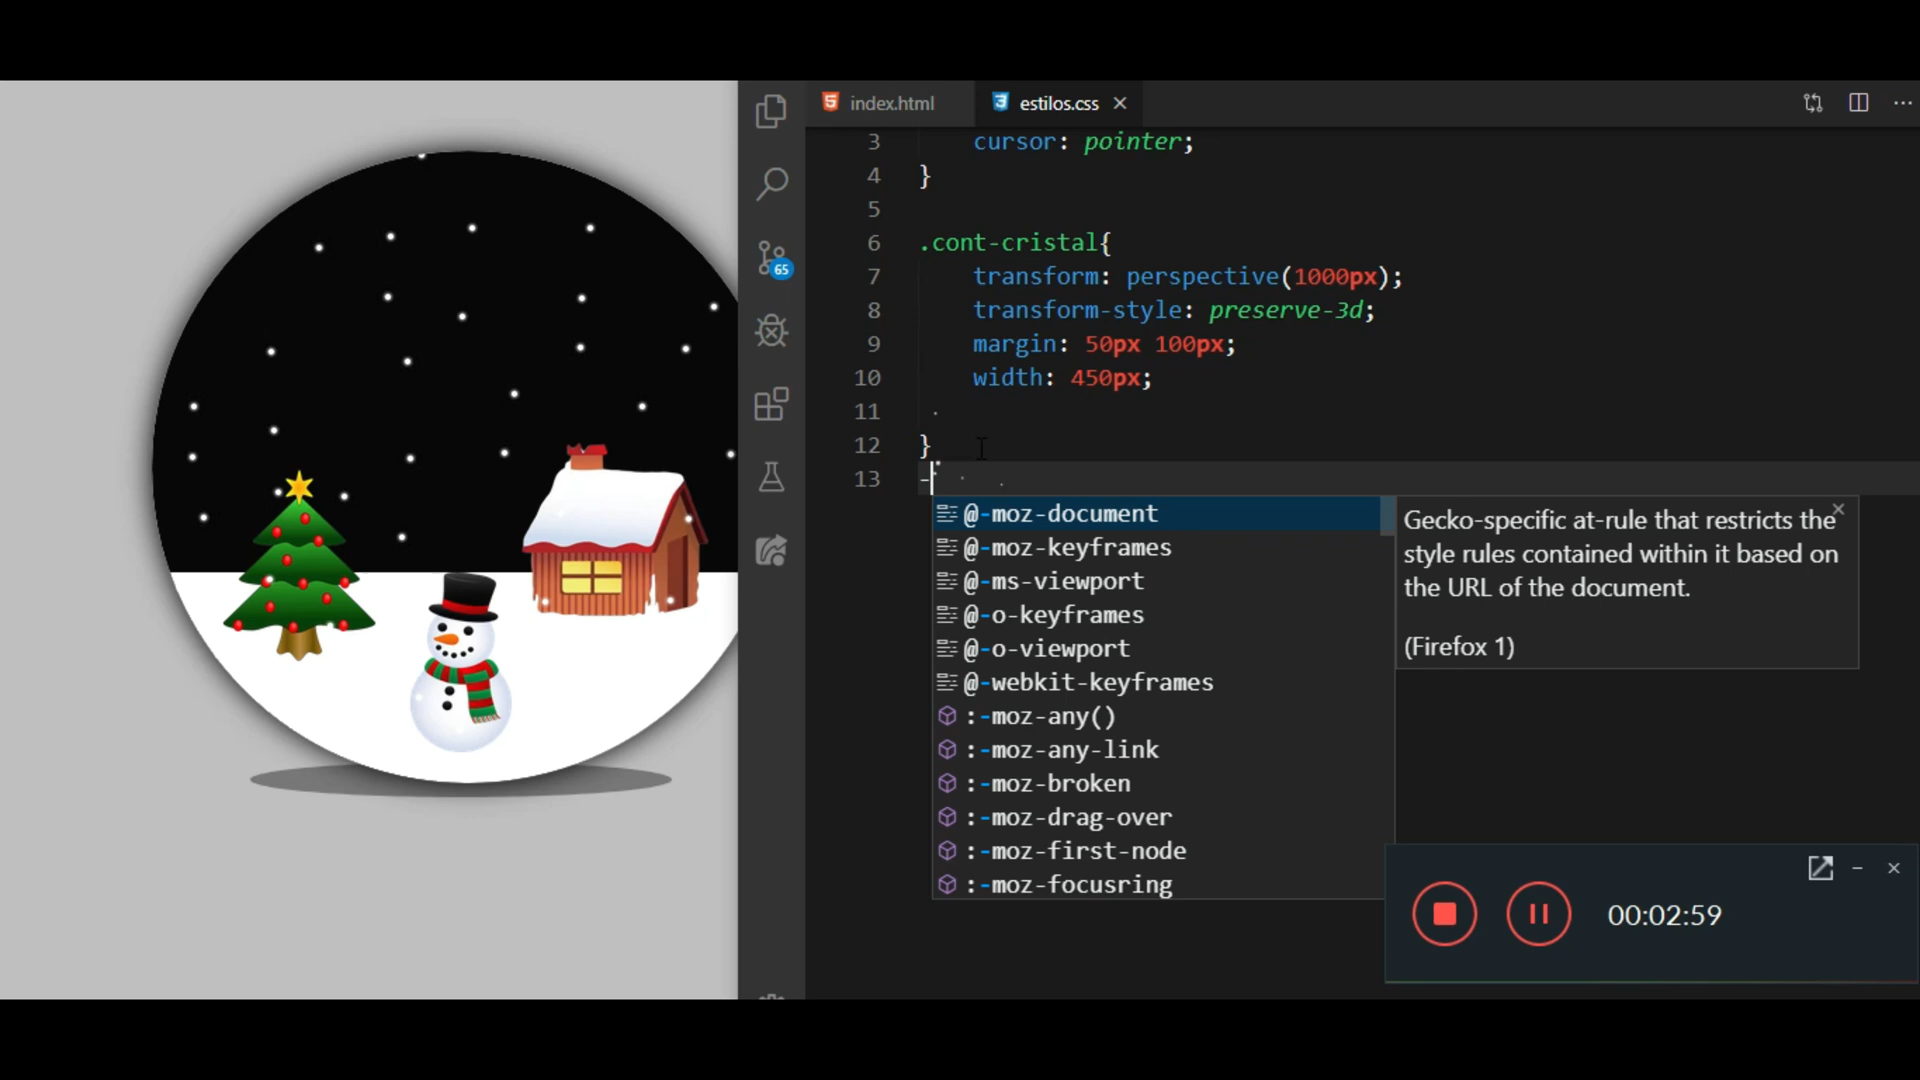 index.html
estilos.css
3 cursor: pointer;
4 }
5
6 .cont-cristal{
7 transform: perspective(1000px);
8 transform-style: preserve-3d;
9 margin: 50px 100px;
10 width: 450px;
11
12 }
13 -
65
@-moz-document
@-moz-keyframes
@-ms-viewport
@-o-keyframes
@-o-viewport
@-webkit-keyframes
:-moz-any()
:-moz-any-link
:-moz-broken
:-moz-drag-over
:-moz-first-node
:-moz-focusring
Gecko-specific at-rule that restricts the
style rules contained within it based on
the URL of the document.
(Firefox 1)
00:02:59